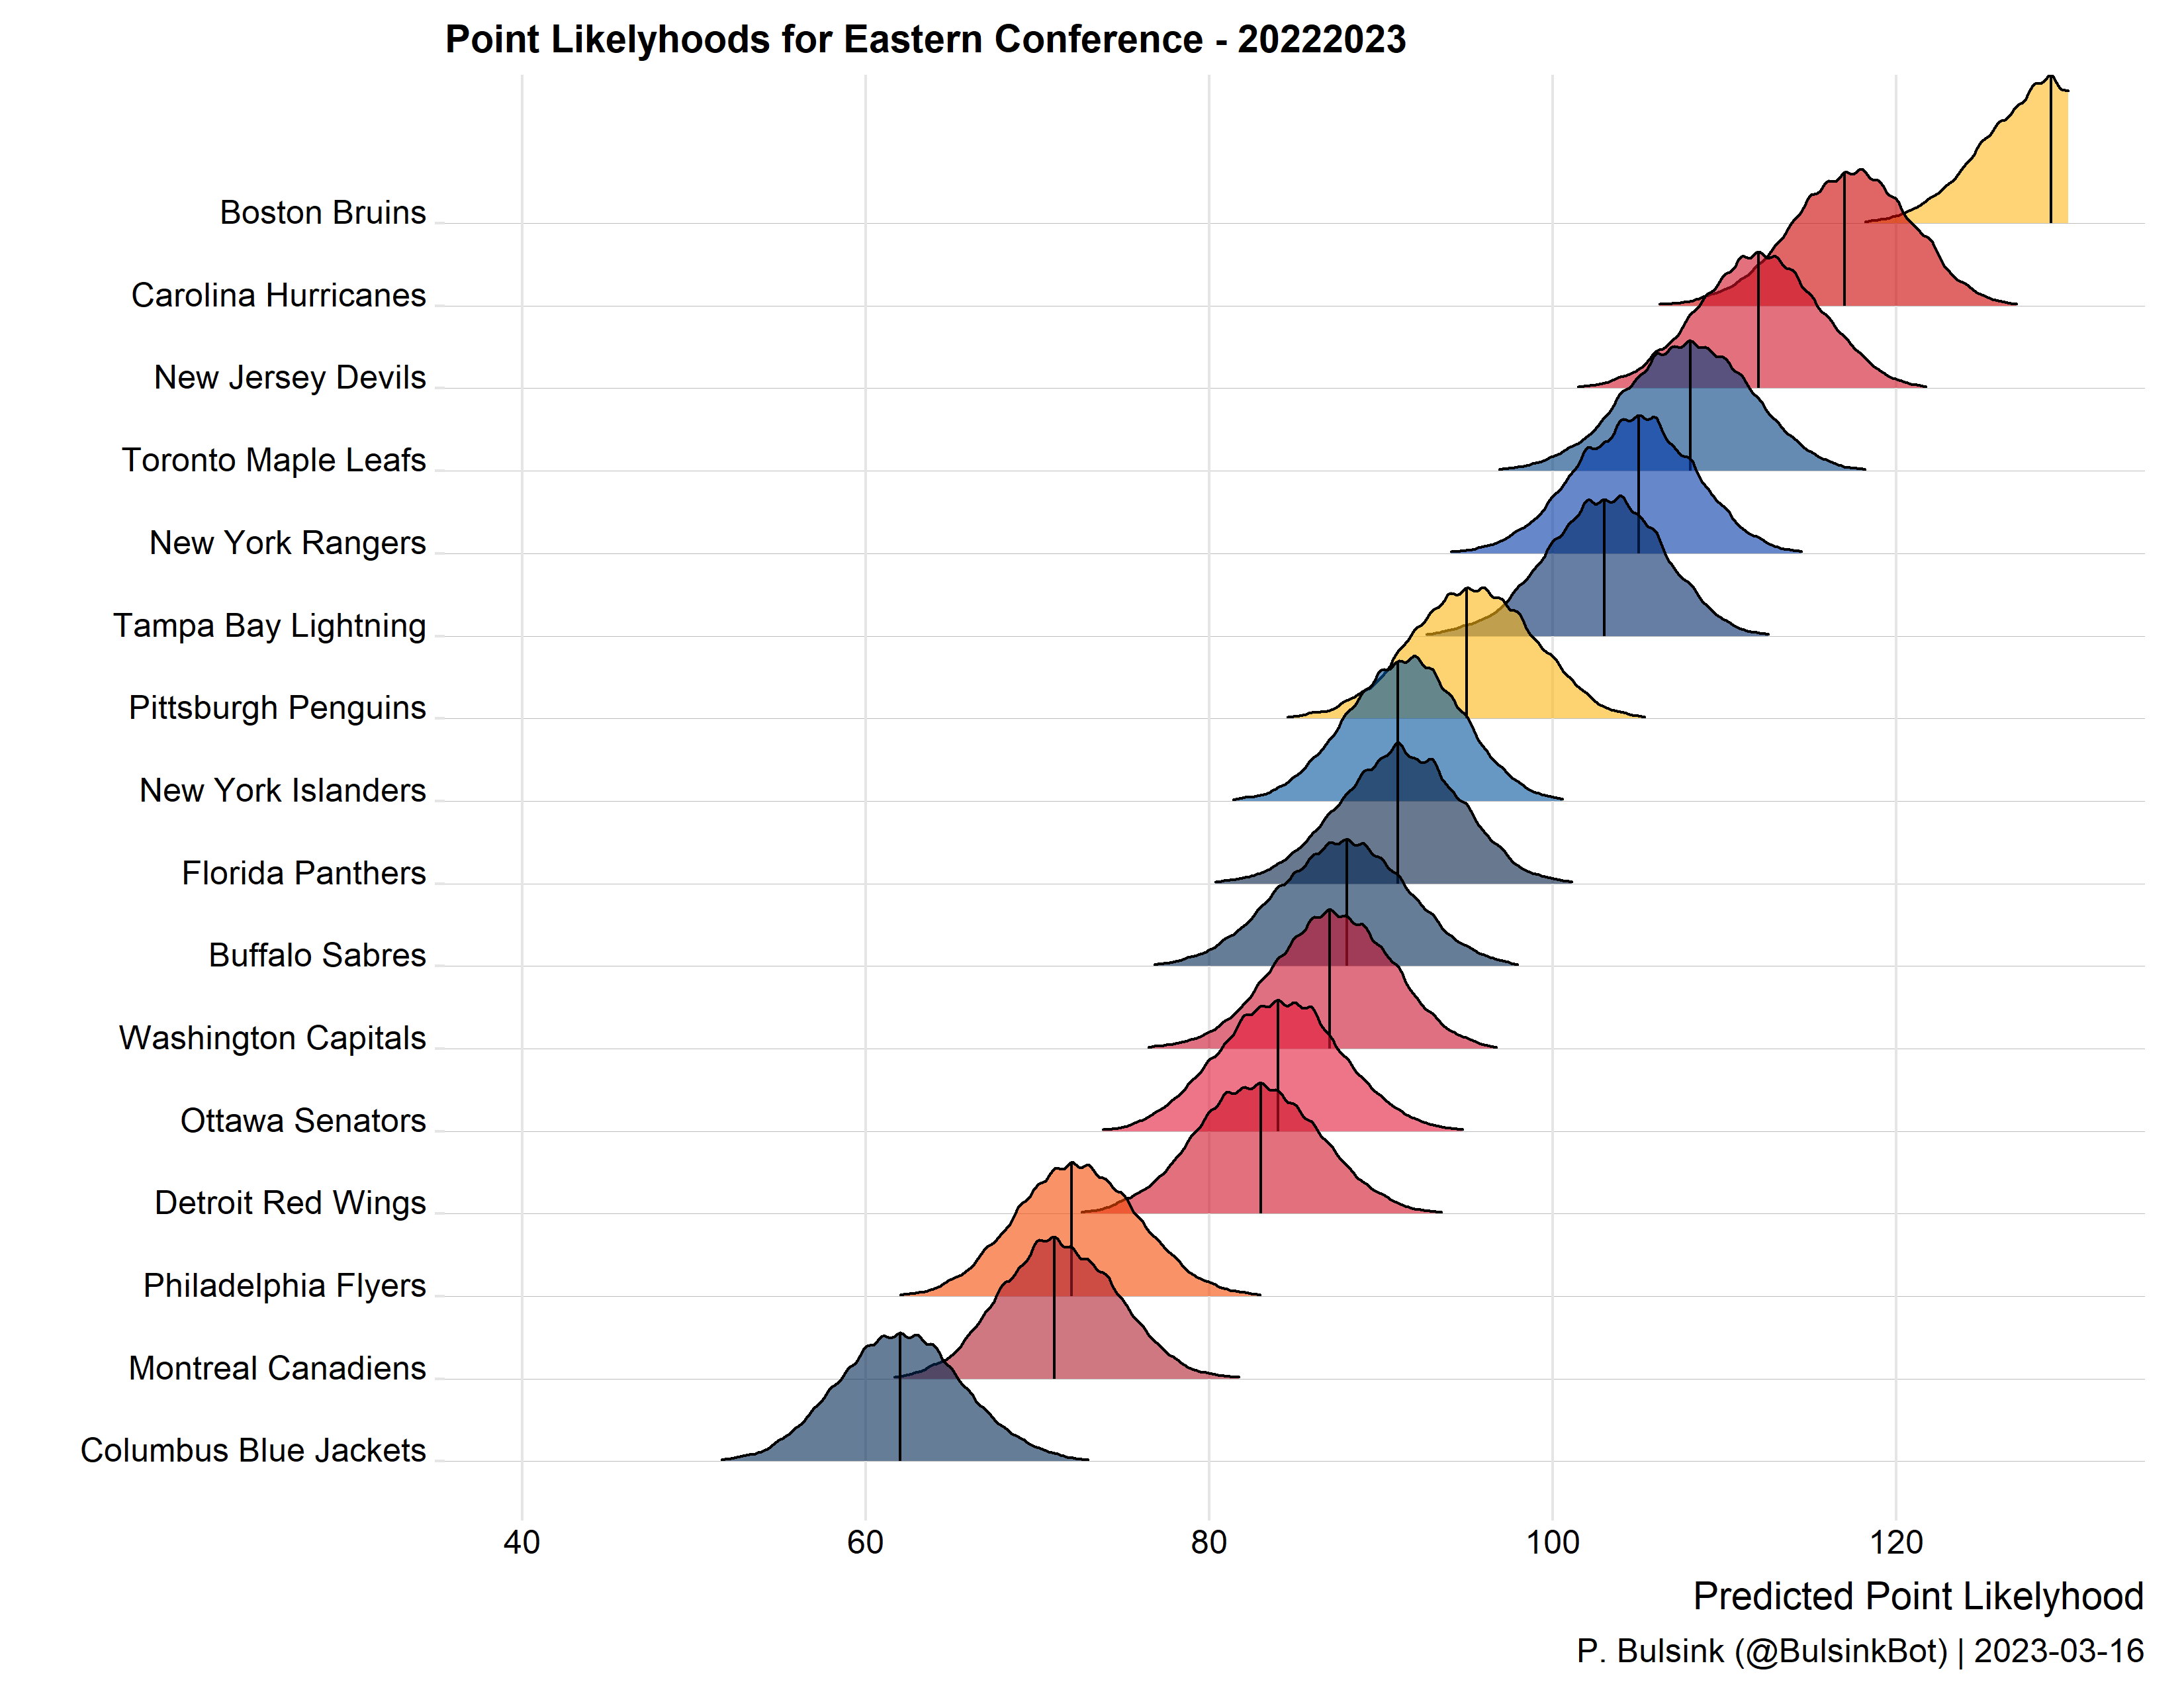 Point Likelyhoods for Eastern Conference - 20222023
Boston Bruins
Carolina Hurricanes
New Jersey Devils
Toronto Maple Leafs
New York Rangers
Tampa Bay Lightning
Pittsburgh Penguins
New York Islanders
Florida Panthers
Buffalo Sabres
Washington Capitals
Ottawa Senators
Detroit Red Wings
Philadelphia Flyers
Montreal Canadiens
Columbus Blue Jackets
40 60 80 100 120
Predicted Point Likelyhood
P. Bulsink (@BulsinkBot) | 2023-03-16